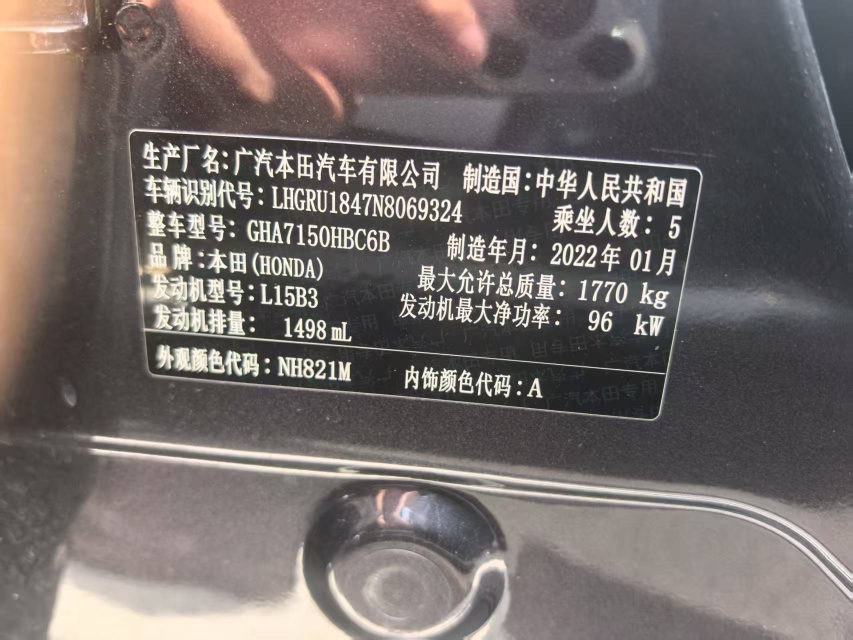 生产厂名:广汽本田汽车有限公司 制造国:中华人民共和国
车辆识别代号:LHGRU1847N8069324 乘坐人数:5
整车型号:GHA7150HBC6B 制造年月:2022年01月
品牌:本田(HONDA) 最大允许总质量:1770 kg
发动机型号:L15B3 发动机最大净功率:96 kW
发动机排量:1498 mL
外观颜色代码:NH821M 内饰颜色代码:A